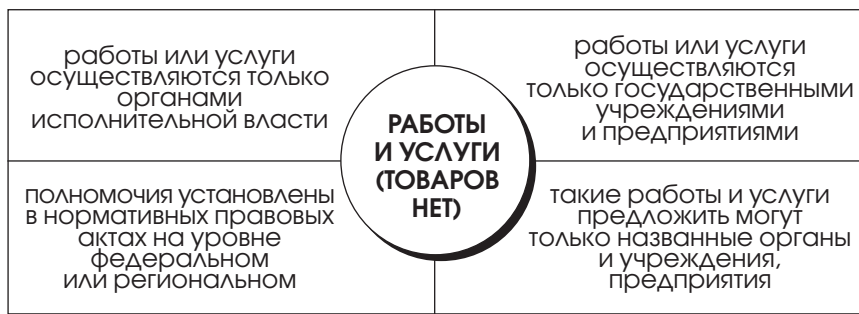 работы или услуги
осуществляются только
органами
исполнительной власти
работы или услуги
осуществляются
только государственными
учреждениями
и предприятиями
РАБОТЫ
И УСЛУГИ
(ТОВАРОВ
НЕТ)
полномочия установлены
в нормативных правовых
актах на уровне
федеральном
или региональном
такие работы и услуги
предложить могут
только названные органы
и учреждения,
предприятия